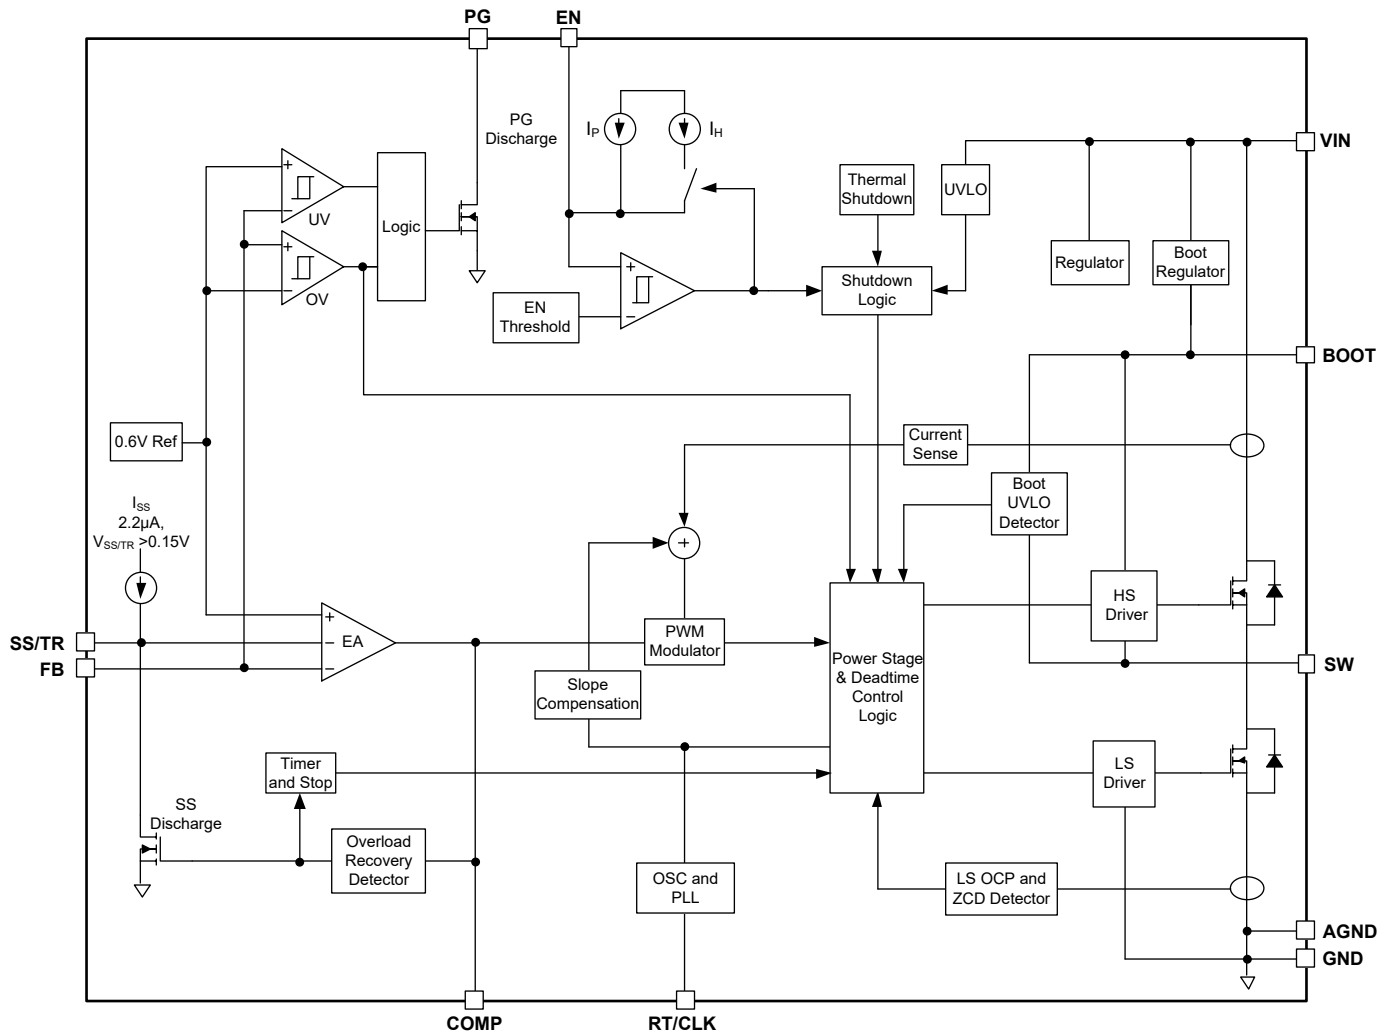 PG
EN
PG
Discharge
IP
IH
VIN
+
−
UV
Logic
Thermal
Shutdown
UVLO
+
−
OV
Regulator
Boot
Regulator
+
−
EN
Threshold
Shutdown
Logic
BOOT
0.6V Ref
Current
Sense
Boot
UVLO
Detector
ISS
2.2µA,
VSS/TR >0.15V
+
HS
Driver
SS/TR
FB
+
−
−
EA
PWM
Modulator
Power Stage
& Deadtime
Control
Logic
SW
Slope
Compensation
Timer
and Stop
LS
Driver
SS
Discharge
Overload
Recovery
Detector
OSC and
PLL
LS OCP and
ZCD Detector
AGND
GND
COMP
RT/CLK